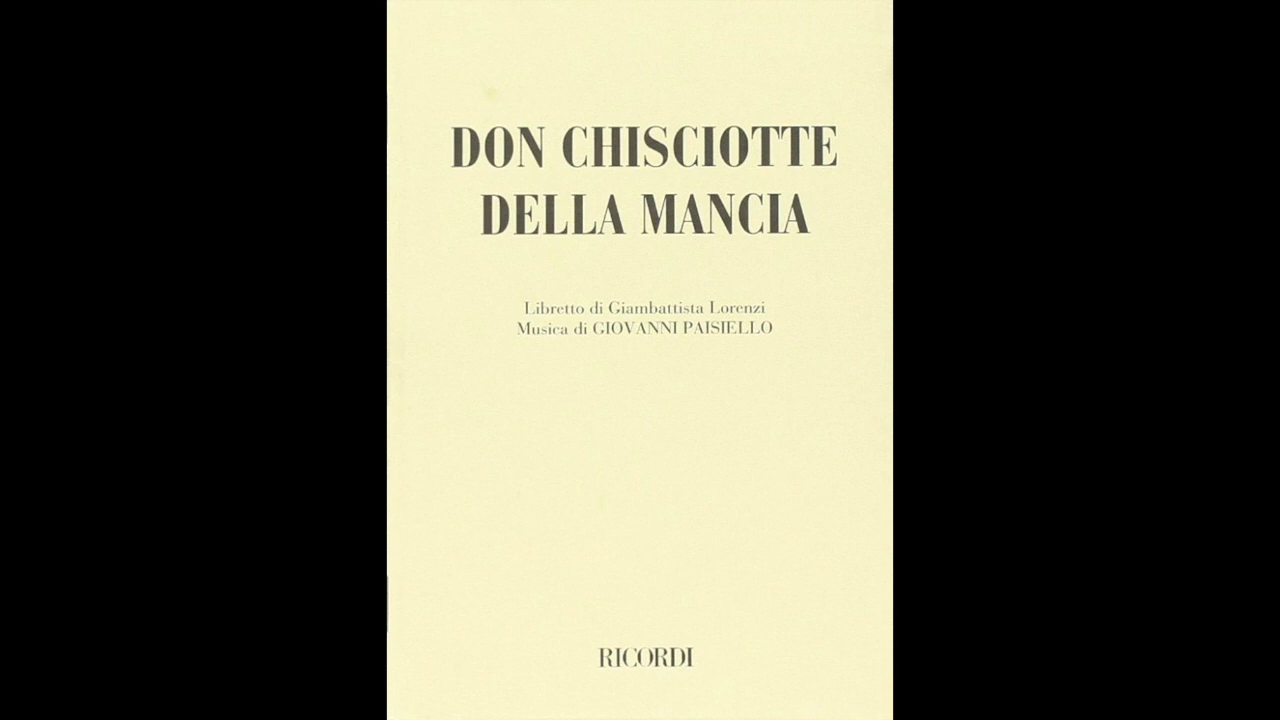 DON CHISCIOTTE
DELLA MANCIA
Libretto di Giambattista Lorenzi
Musica di GIOVANNI PAISIELLO
RICORDI